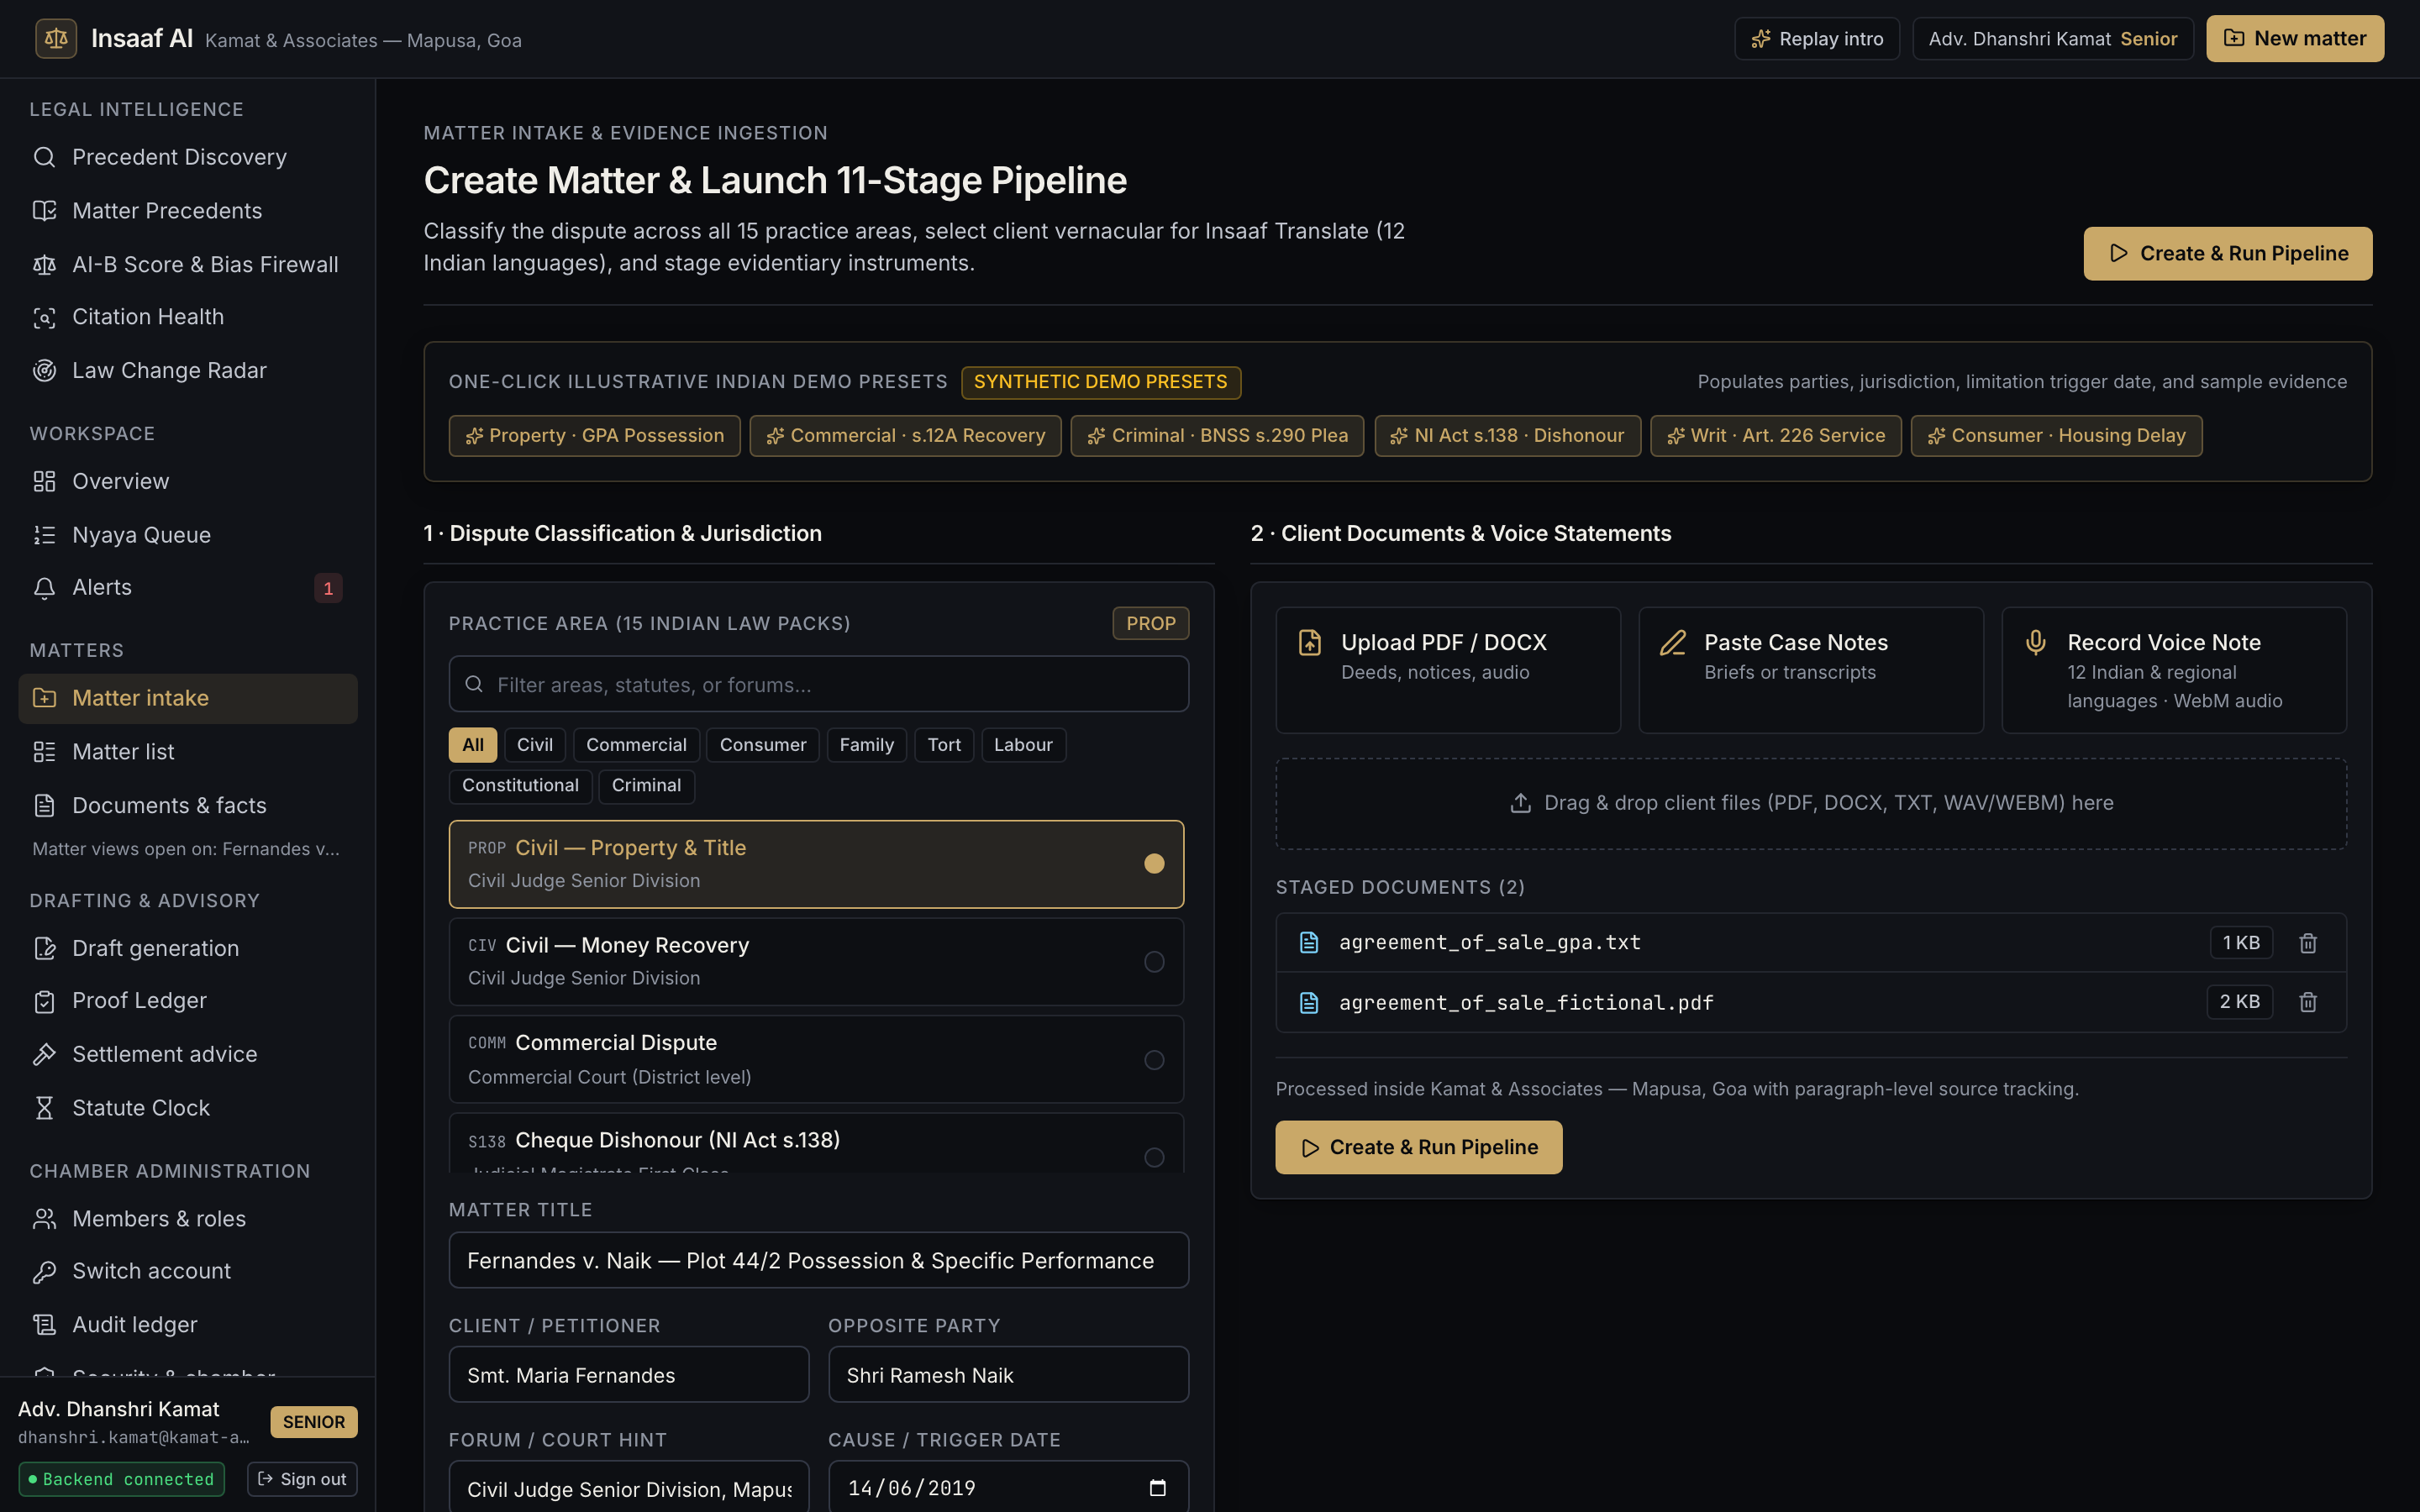 Insaaf AI Kamat & Associates — Mapusa, Goa
Replay intro
Adv. Dhanshri Kamat Senior
New matter
LEGAL INTELLIGENCE
Precedent Discovery
Matter Precedents
AI-B Score & Bias Firewall
Citation Health
Law Change Radar
WORKSPACE
Overview
Nyaya Queue
Alerts 1
MATTERS
Matter intake
Matter list
Documents & facts
Matter views open on: Fernandes v...
DRAFTING & ADVISORY
Draft generation
Proof Ledger
Settlement advice
Statute Clock
CHAMBER ADMINISTRATION
Members & roles
Switch account
Audit ledger
Security & chamber
Adv. Dhanshri Kamat
dhanshri.kamat@kamat-a…
SENIOR
Backend connected
Sign out
MATTER INTAKE & EVIDENCE INGESTION
Create Matter & Launch 11-Stage Pipeline
Classify the dispute across all 15 practice areas, select client vernacular for Insaaf Translate (12
Indian languages), and stage evidentiary instruments.
Create & Run Pipeline
ONE-CLICK ILLUSTRATIVE INDIAN DEMO PRESETS SYNTHETIC DEMO PRESETS
Populates parties, jurisdiction, limitation trigger date, and sample evidence
Property · GPA Possession
Commercial · s.12A Recovery
Criminal · BNSS s.290 Plea
NI Act s.138 · Dishonour
Writ · Art. 226 Service
Consumer · Housing Delay
1 · Dispute Classification & Jurisdiction
PRACTICE AREA (15 INDIAN LAW PACKS) PROP
Filter areas, statutes, or forums...
All Civil Commercial Consumer Family Tort Labour
Constitutional Criminal
PROP Civil — Property & Title
Civil Judge Senior Division
CIV Civil — Money Recovery
Civil Judge Senior Division
COMM Commercial Dispute
Commercial Court (District level)
S138 Cheque Dishonour (NI Act s.138)
Judicial Magistrate First Class
MATTER TITLE
Fernandes v. Naik — Plot 44/2 Possession & Specific Performance
CLIENT / PETITIONER
Smt. Maria Fernandes
OPPOSITE PARTY
Shri Ramesh Naik
FORUM / COURT HINT
Civil Judge Senior Division, Mapus
CAUSE / TRIGGER DATE
14/06/2019
2 · Client Documents & Voice Statements
Upload PDF / DOCX
Deeds, notices, audio
Paste Case Notes
Briefs or transcripts
Record Voice Note
12 Indian & regional
languages · WebM audio
Drag & drop client files (PDF, DOCX, TXT, WAV/WEBM) here
STAGED DOCUMENTS (2)
agreement_of_sale_gpa.txt 1 KB
agreement_of_sale_fictional.pdf 2 KB
Processed inside Kamat & Associates — Mapusa, Goa with paragraph-level source tracking.
Create & Run Pipeline